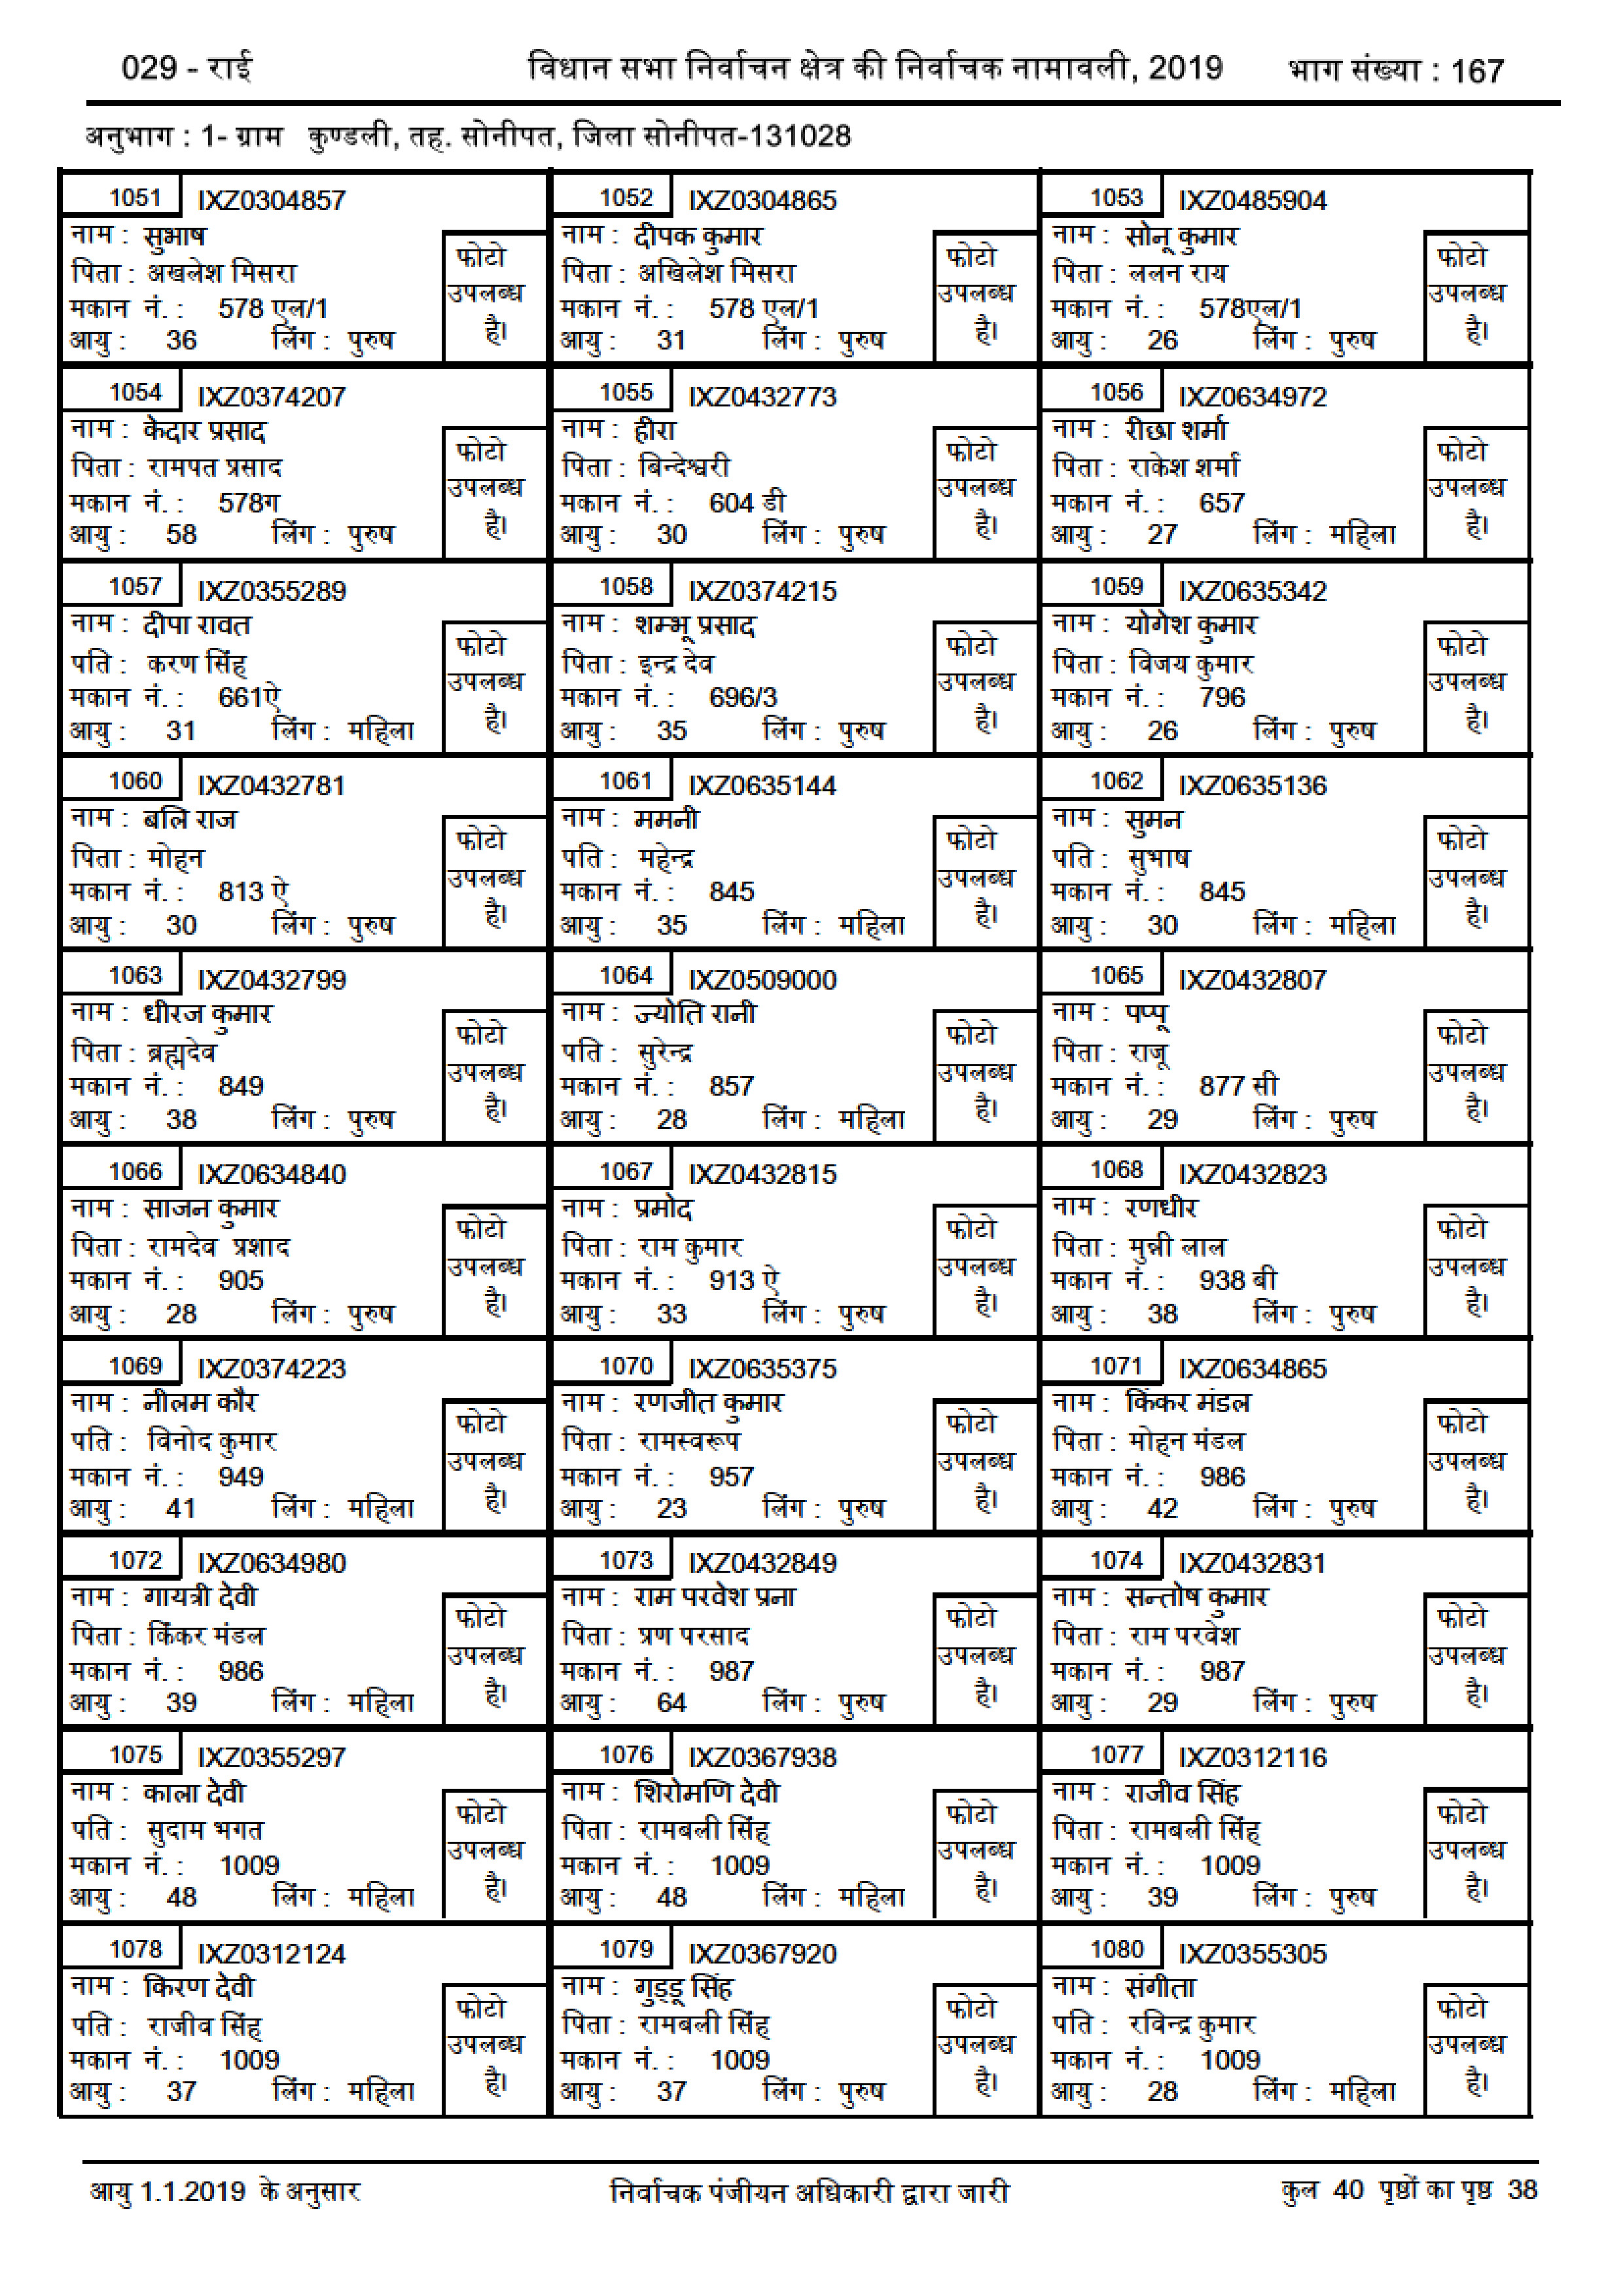 029 - राई विधान सभा निर्वाचन क्षेत्र की निर्वाचक नामावली, 2019 भाग संख्या : 167
अनुभाग : 1- ग्राम कुण्डली, तह. सोनीपत, जिला सोनीपत-131028
1051 IXZ0304857
नाम : सुभाष
पिता : अखलेश मिसरा
मकान नं. : 578 एल/1
आयु : 36 लिंग : पुरुष
फोटो
उपलब्ध
है।
1052 IXZ0304865
नाम : दीपक कुमार
पिता : अखिलेश मिसरा
मकान नं. : 578 एल/1
आयु : 31 लिंग : पुरुष
फोटो
उपलब्ध
है।
1053 IXZ0485904
नाम : सोनू कुमार
पिता : ललन राय
मकान नं. : 578एल/1
आयु : 26 लिंग : पुरुष
फोटो
उपलब्ध
है।
1054 IXZ0374207
नाम : केदार प्रसाद
पिता : रामपत प्रसाद
मकान नं. : 578ग
आयु : 58 लिंग : पुरुष
फोटो
उपलब्ध
है।
1055 IXZ0432773
नाम : हीरा
पिता : बिन्देश्वरी
मकान नं. : 604 डी
आयु : 30 लिंग : पुरुष
फोटो
उपलब्ध
है।
1056 IXZ0634972
नाम : रीछा शर्मा
पिता : राकेश शर्मा
मकान नं. : 657
आयु : 27 लिंग : महिला
फोटो
उपलब्ध
है।
1057 IXZ0355289
नाम : दीपा रावत
पति : करण सिंह
मकान नं. : 661ऐ
आयु : 31 लिंग : महिला
फोटो
उपलब्ध
है।
1058 IXZ0374215
नाम : शम्भू प्रसाद
पिता : इन्द्र देव
मकान नं. : 696/3
आयु : 35 लिंग : पुरुष
फोटो
उपलब्ध
है।
1059 IXZ0635342
नाम : योगेश कुमार
पिता : विजय कुमार
मकान नं. : 796
आयु : 26 लिंग : पुरुष
फोटो
उपलब्ध
है।
1060 IXZ0432781
नाम : बलि राज
पिता : मोहन
मकान नं. : 813 ऐ
आयु : 30 लिंग : पुरुष
फोटो
उपलब्ध
है।
1061 IXZ0635144
नाम : ममनी
पति : महेन्द्र
मकान नं. : 845
आयु : 35 लिंग : महिला
फोटो
उपलब्ध
है।
1062 IXZ0635136
नाम : सुमन
पति : सुभाष
मकान नं. : 845
आयु : 30 लिंग : महिला
फोटो
उपलब्ध
है।
1063 IXZ0432799
नाम : धीरज कुमार
पिता : ब्रह्मदेव
मकान नं. : 849
आयु : 38 लिंग : पुरुष
फोटो
उपलब्ध
है।
1064 IXZ0509000
नाम : ज्योति रानी
पति : सुरेन्द्र
मकान नं. : 857
आयु : 28 लिंग : महिला
फोटो
उपलब्ध
है।
1065 IXZ0432807
नाम : पप्पू
पिता : राजू
मकान नं. : 877 सी
आयु : 29 लिंग : पुरुष
फोटो
उपलब्ध
है।
1066 IXZ0634840
नाम : साजन कुमार
पिता : रामदेव प्रशाद
मकान नं. : 905
आयु : 28 लिंग : पुरुष
फोटो
उपलब्ध
है।
1067 IXZ0432815
नाम : प्रमोद
पिता : राम कुमार
मकान नं. : 913 ऐ
आयु : 33 लिंग : पुरुष
फोटो
उपलब्ध
है।
1068 IXZ0432823
नाम : रणधीर
पिता : मुन्नी लाल
मकान नं. : 938 बी
आयु : 38 लिंग : पुरुष
फोटो
उपलब्ध
है।
1069 IXZ0374223
नाम : नीलम कौर
पति : विनोद कुमार
मकान नं. : 949
आयु : 41 लिंग : महिला
फोटो
उपलब्ध
है।
1070 IXZ0635375
नाम : रणजीत कुमार
पिता : रामस्वरूप
मकान नं. : 957
आयु : 23 लिंग : पुरुष
फोटो
उपलब्ध
है।
1071 IXZ0634865
नाम : किंकर मंडल
पिता : मोहन मंडल
मकान नं. : 986
आयु : 42 लिंग : पुरुष
फोटो
उपलब्ध
है।
1072 IXZ0634980
नाम : गायत्री देवी
पिता : किंकर मंडल
मकान नं. : 986
आयु : 39 लिंग : महिला
फोटो
उपलब्ध
है।
1073 IXZ0432849
नाम : राम परवेश प्रना
पिता : प्रण परसाद
मकान नं. : 987
आयु : 64 लिंग : पुरुष
फोटो
उपलब्ध
है।
1074 IXZ0432831
नाम : सन्तोष कुमार
पिता : राम परवेश
मकान नं. : 987
आयु : 29 लिंग : पुरुष
फोटो
उपलब्ध
है।
1075 IXZ0355297
नाम : काला देवी
पति : सुदाम भगत
मकान नं. : 1009
आयु : 48 लिंग : महिला
फोटो
उपलब्ध
है।
1076 IXZ0367938
नाम : शिरोमणि देवी
पिता : रामबली सिंह
मकान नं. : 1009
आयु : 48 लिंग : महिला
फोटो
उपलब्ध
है।
1077 IXZ0312116
नाम : राजीव सिंह
पिता : रामबली सिंह
मकान नं. : 1009
आयु : 39 लिंग : पुरुष
फोटो
उपलब्ध
है।
1078 IXZ0312124
नाम : किरण देवी
पति : राजीव सिंह
मकान नं. : 1009
आयु : 37 लिंग : महिला
फोटो
उपलब्ध
है।
1079 IXZ0367920
नाम : गुड्डू सिंह
पिता : रामबली सिंह
मकान नं. : 1009
आयु : 37 लिंग : पुरुष
फोटो
उपलब्ध
है।
1080 IXZ0355305
नाम : संगीता
पति : रविन्द्र कुमार
मकान नं. : 1009
आयु : 28 लिंग : महिला
फोटो
उपलब्ध
है।
आयु 1.1.2019 के अनुसार निर्वाचक पंजीयन अधिकारी द्वारा जारी कुल 40 पृष्ठों का पृष्ठ 38